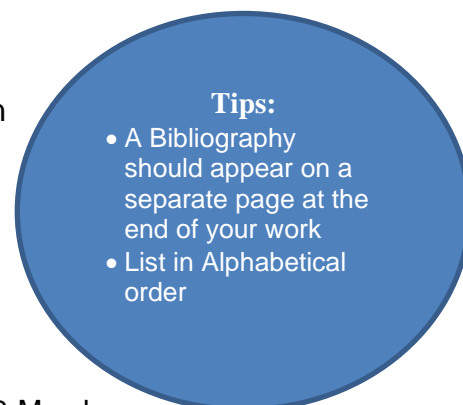 Tips:
• A Bibliography
should appear on a
separate page at the
end of your work
• List in Alphabetical
order